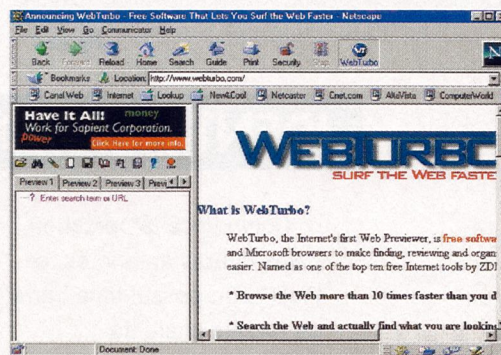 Announcing WebTurbo - Free Software That Lets You Surf the Web Faster - Netscape
File Edit View Go Communicator Help
Back Forward Reload Home Search Guide Print Security Stop WebTurbo
Bookmarks Location: http://www.webturbo.com/
Canal Web Internet Lookup New&Cool Netcaster Cnet.com AltaVista ComputerWorld
Have It All! money
Work for Sapient Corporation.
power Click Here for more info.
Preview 1 Preview 2 Preview 3 Previ
? Enter search term or URL
WEBTURBO
SURF THE WEB FASTE
What is WebTurbo?
WebTurbo, the Internet's first Web Previewer, is free softwa
and Microsoft browsers to make finding, reviewing and organ
easier. Named as one of the top ten free Internet tools by ZDI
* Browse the Web more than 10 times faster than you d
* Search the Web and actually find what you are looking
Document: Done